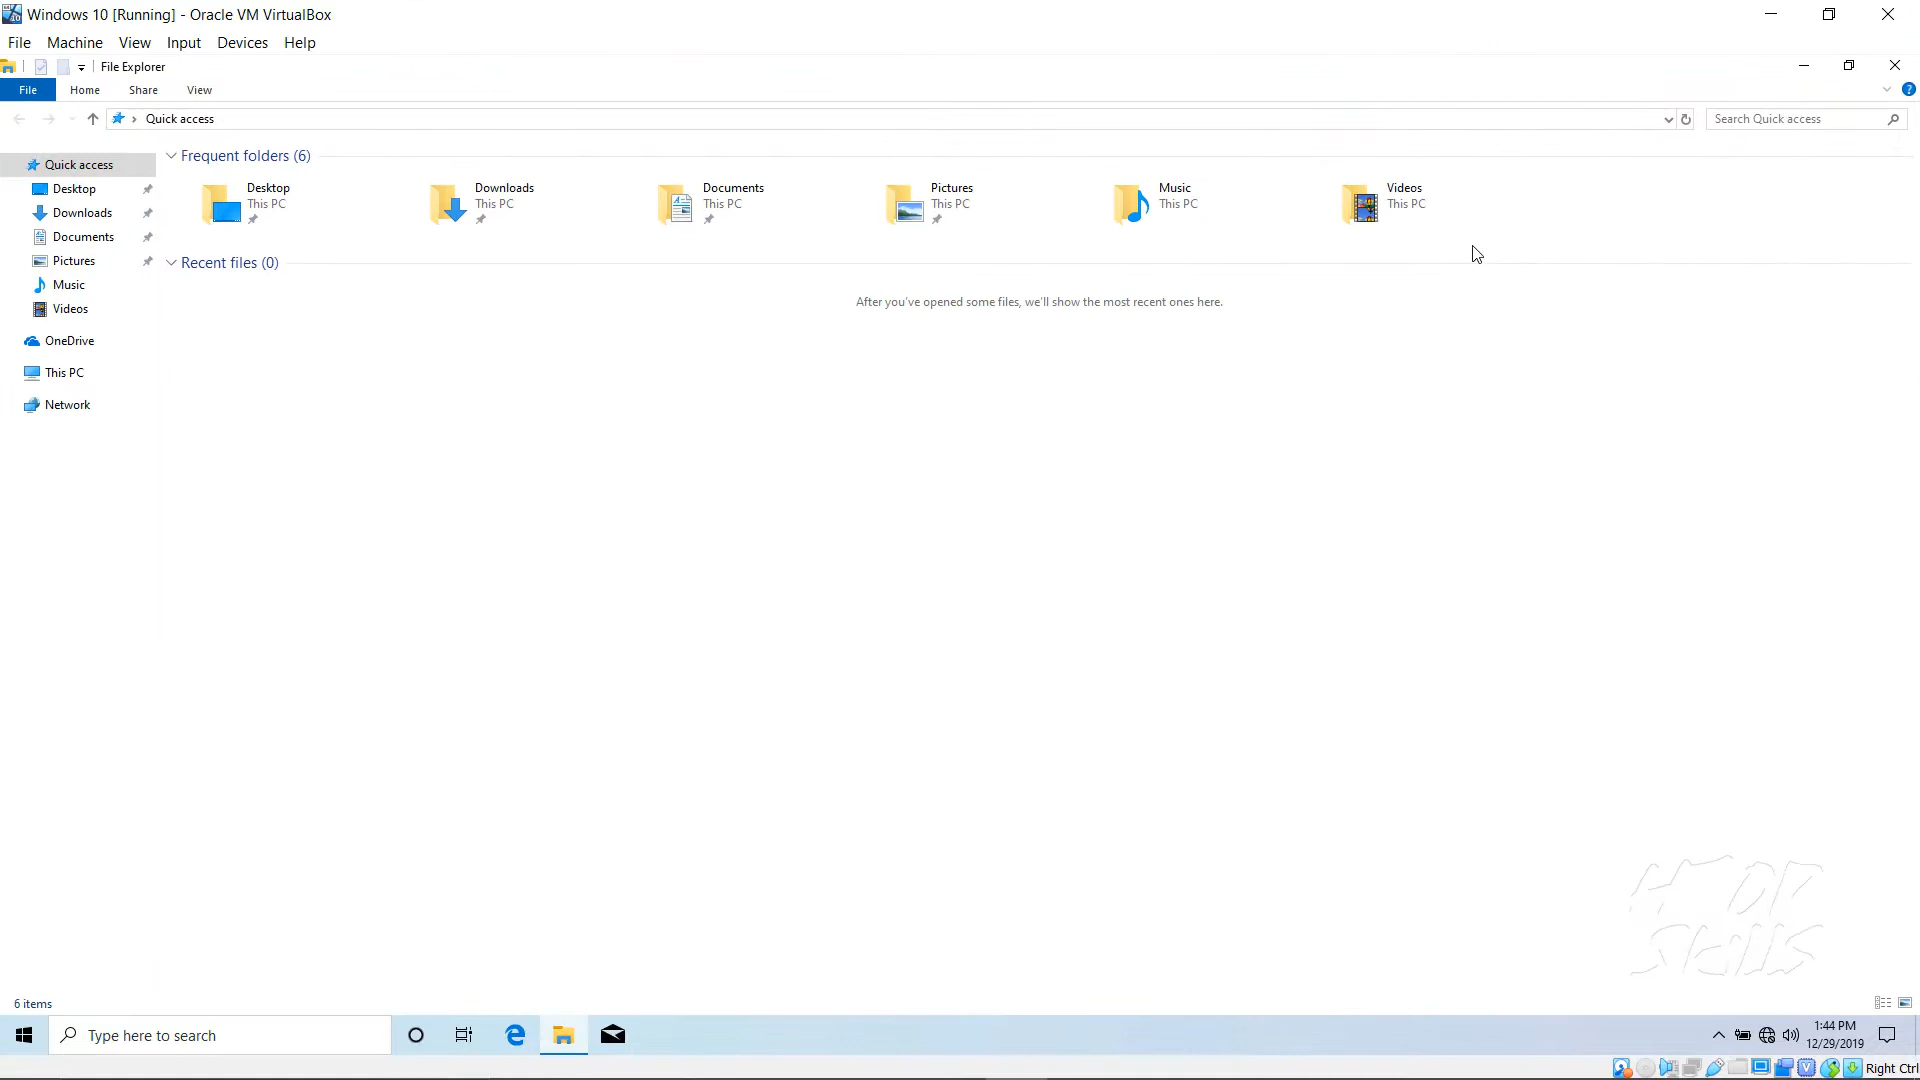 Windows 10 [Running] - Oracle VM VirtualBox
File Machine View Input Devices Help
File Explorer
File Home Share View
Quick access
Search Quick access
Quick access
Desktop
Downloads
Documents
Pictures
Music
Videos
OneDrive
This PC
Network
Frequent folders (6)
Desktop
This PC
Downloads
This PC
Documents
This PC
Pictures
This PC
Music
This PC
Videos
This PC
Recent files (0)
After you've opened some files, we'll show the most recent ones here.
6 items
Type here to search
1:44 PM
12/29/2019
Right Ctrl